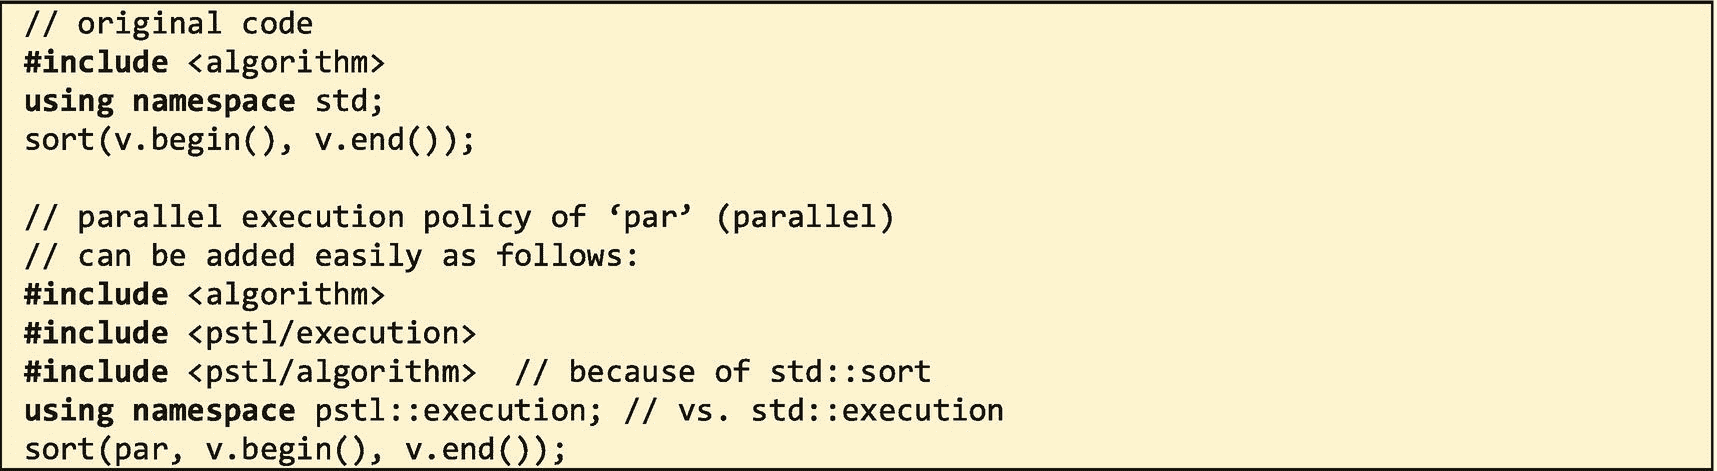 // original code
#include <algorithm>
using namespace std;
sort(v.begin(), v.end());
// parallel execution policy of ‘par’ (parallel)
// can be added easily as follows:
#include <algorithm>
#include <pstl/execution>
#include <pstl/algorithm>  // because of std::sort
using namespace pstl::execution; // vs. std::execution
sort(par, v.begin(), v.end());